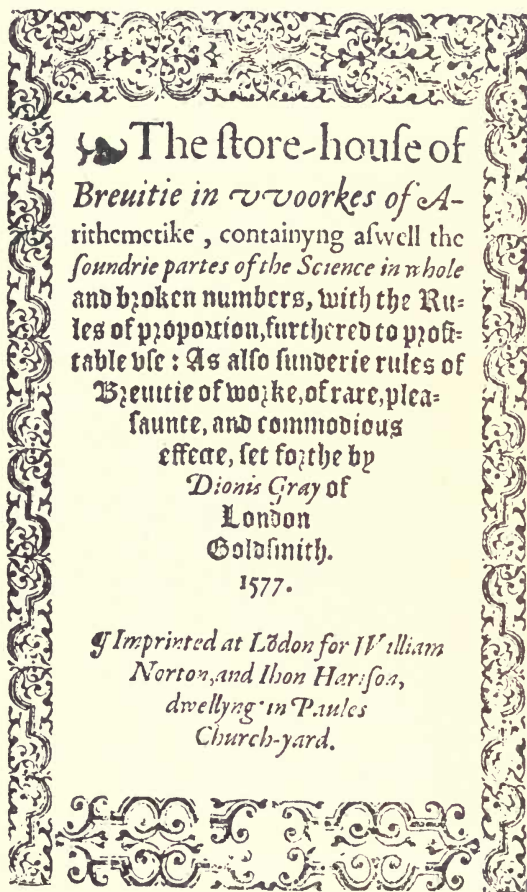 The ſtore-houſe of
Breuitie in vvoorkes of A-
rithemetike , containyng aſwell the
ſoundrie partes of the Science in whole
and broken numbers, with the Ru=
les of proportion, furthered to profi=
table vſe : As alſo ſunderie rules of
Breuitie of worke, of rare, plea=
ſaunte, and commodious
effecte, ſet forthe by
Dionis Gray of
London
Goldſmith.
1577.
¶ Imprinted at Lōdon for William
Norton, and Ihon Harriſon,
dwellyng in Paules
Church-yard.